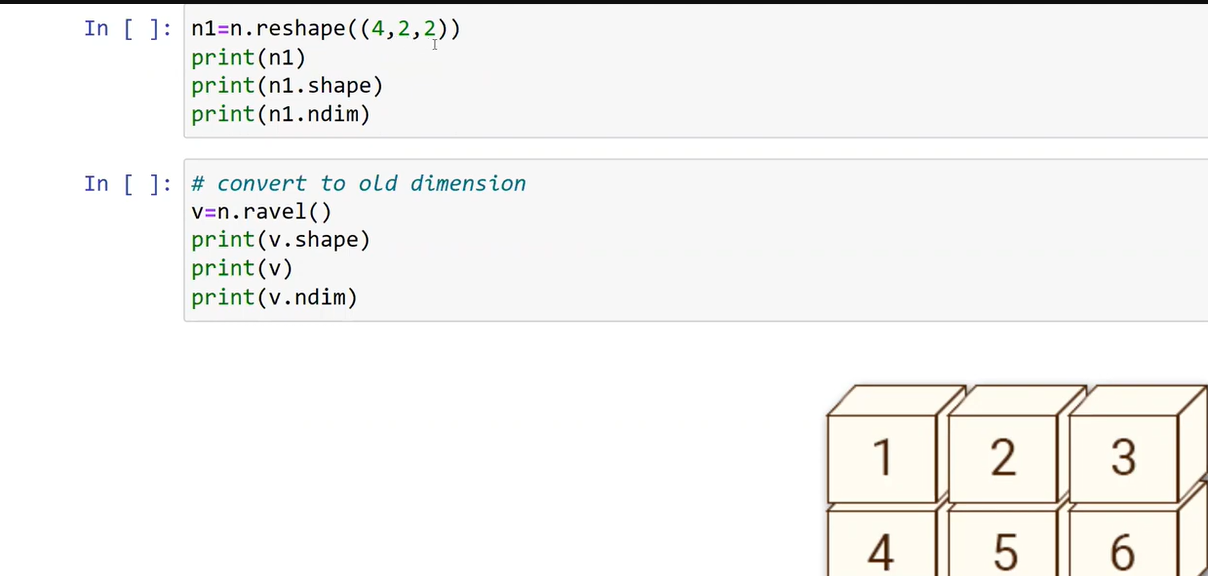 In [ ]: n1=n.reshape((4,2,2))
print(n1)
print(n1.shape)
print(n1.ndim)
In [ ]: # convert to old dimension
v=n.ravel()
print(v.shape)
print(v)
print(v.ndim)
1 2 3
4 5 6